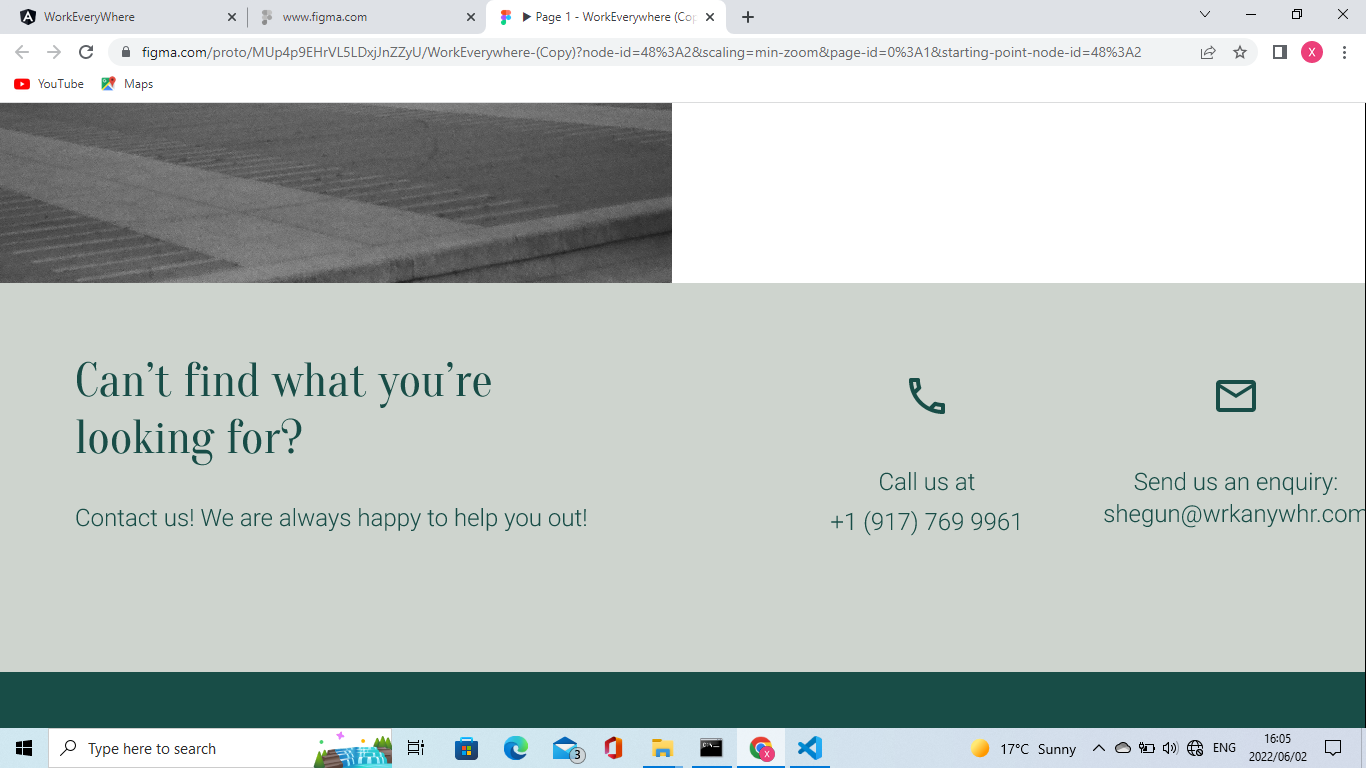 WorkEveryWhere
www.figma.com
Page 1 - WorkEverywhere (Cop
figma.com/proto/MUp4p9EHrVL5LDxjJnZZyU/WorkEverywhere-(Copy)?node-id=48%3A2&scaling=min-zoom&page-id=0%3A1&starting-point-node-id=48%3A2
X
YouTube
Maps
Can’t find what you’re
looking for?
Contact us! We are always happy to help you out!
Call us at
+1 (917) 769 9961
Send us an enquiry:
shegun@wrkanywhr.com
Type here to search
3
X
17°C Sunny
ENG
16:05
2022/06/02